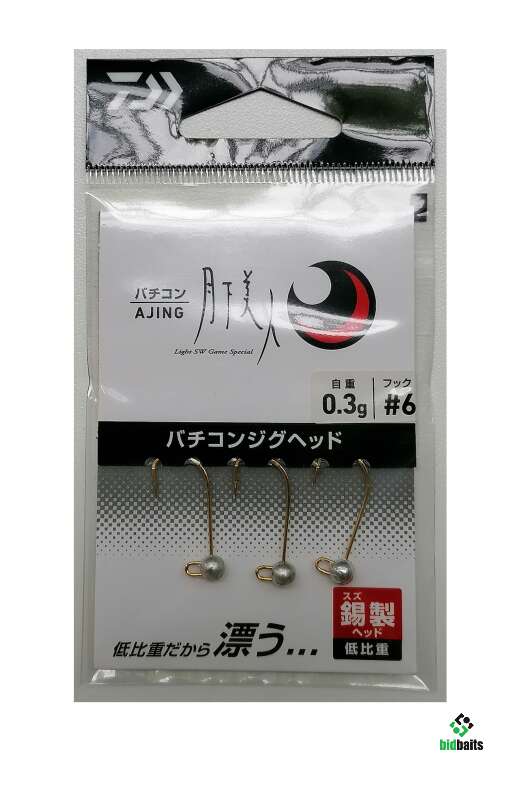 バチコン
AJING
月下美人
Light SW Game Special
自重
0.3g
フック
#6
バチコンジグヘッド
スズ
錫製
ヘッド
低比重
低比重だから漂う...
bidbaits